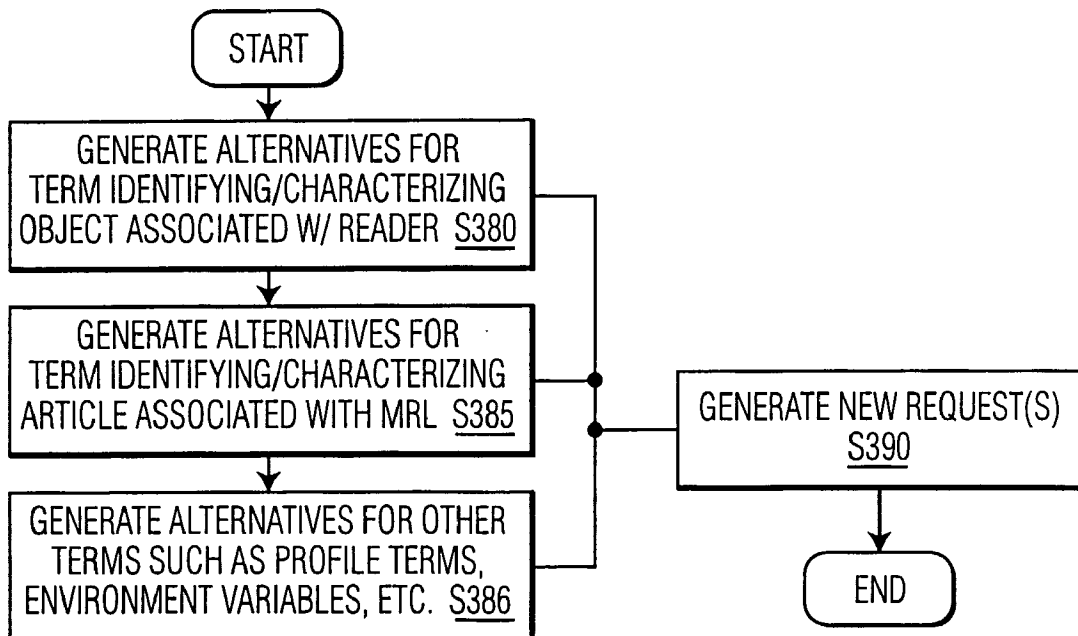 START
GENERATE ALTERNATIVES FOR
TERM IDENTIFYING/CHARACTERIZING
OBJECT ASSOCIATED W/ READER S380
GENERATE ALTERNATIVES FOR
TERM IDENTIFYING/CHARACTERIZING
ARTICLE ASSOCIATED WITH MRL S385
GENERATE ALTERNATIVES FOR OTHER
TERMS SUCH AS PROFILE TERMS,
ENVIRONMENT VARIABLES, ETC. S386
GENERATE NEW REQUEST(S)
S390
END